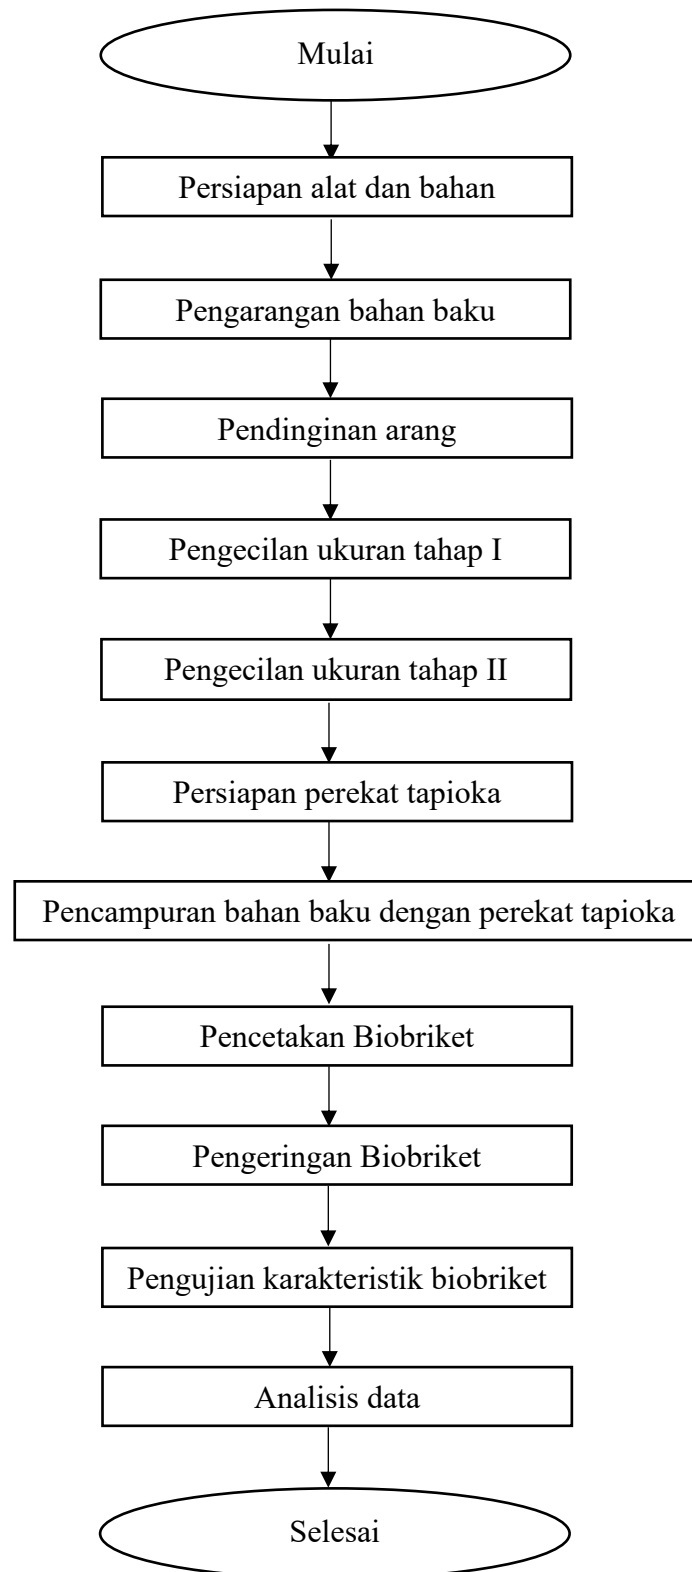 Mulai
Persiapan alat dan bahan
Pengarangan bahan baku
Pendinginan arang
Pengecilan ukuran tahap I
Pengecilan ukuran tahap II
Persiapan perekat tapioka
Pencampuran bahan baku dengan perekat tapioka
Pencetakan Biobriket
Pengeringan Biobriket
Pengujian karakteristik biobriket
Analisis data
Selesai